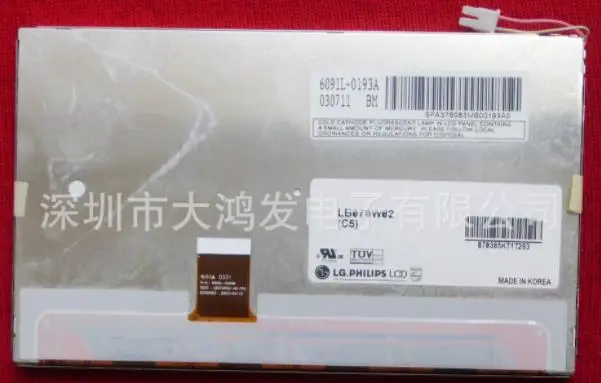 6091L-0193A
030711 BM
COLD CATHODE FLUORESCENT LAMP IN LCD PANEL CONTAINS
A SMALL AMOUNT OF MERCURY. PLEASE FOLLOW LOCAL
ORDINANCES OR REGULATIONS FOR DISPOSAL.
深圳市大鸿发电子有限公司
LB070W02
(C5)
TUV
LG.PHILIPS LCD
MADE IN KOREA